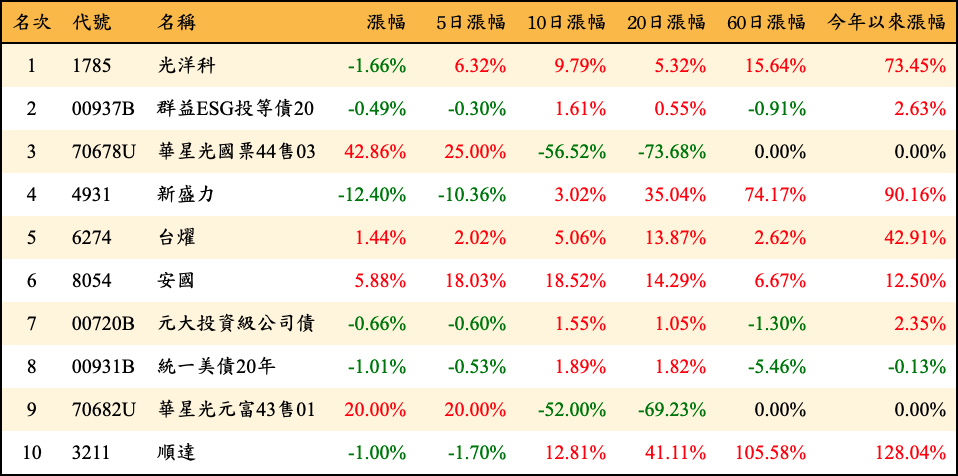 名次 代號 名稱 漲幅 5日漲幅 10日漲幅 20日漲幅 60日漲幅 今年以來漲幅
1 1785 光洋科 -1.66% 6.32% 9.79% 5.32% 15.64% 73.45%
2 00937B 群益ESG投等債20 -0.49% -0.30% 1.61% 0.55% -0.91% 2.63%
3 70678U 華星光國票44售03 42.86% 25.00% -56.52% -73.68% 0.00% 0.00%
4 4931 新盛力 -12.40% -10.36% 3.02% 35.04% 74.17% 90.16%
5 6274 台燿 1.44% 2.02% 5.06% 13.87% 2.62% 42.91%
6 8054 安國 5.88% 18.03% 18.52% 14.29% 6.67% 12.50%
7 00720B 元大投資級公司債 -0.66% -0.60% 1.55% 1.05% -1.30% 2.35%
8 00931B 統一美債20年 -1.01% -0.53% 1.89% 1.82% -5.46% -0.13%
9 70682U 華星光元富43售01 20.00% 20.00% -52.00% -69.23% 0.00% 0.00%
10 3211 順達 -1.00% -1.70% 12.81% 41.11% 105.58% 128.04%